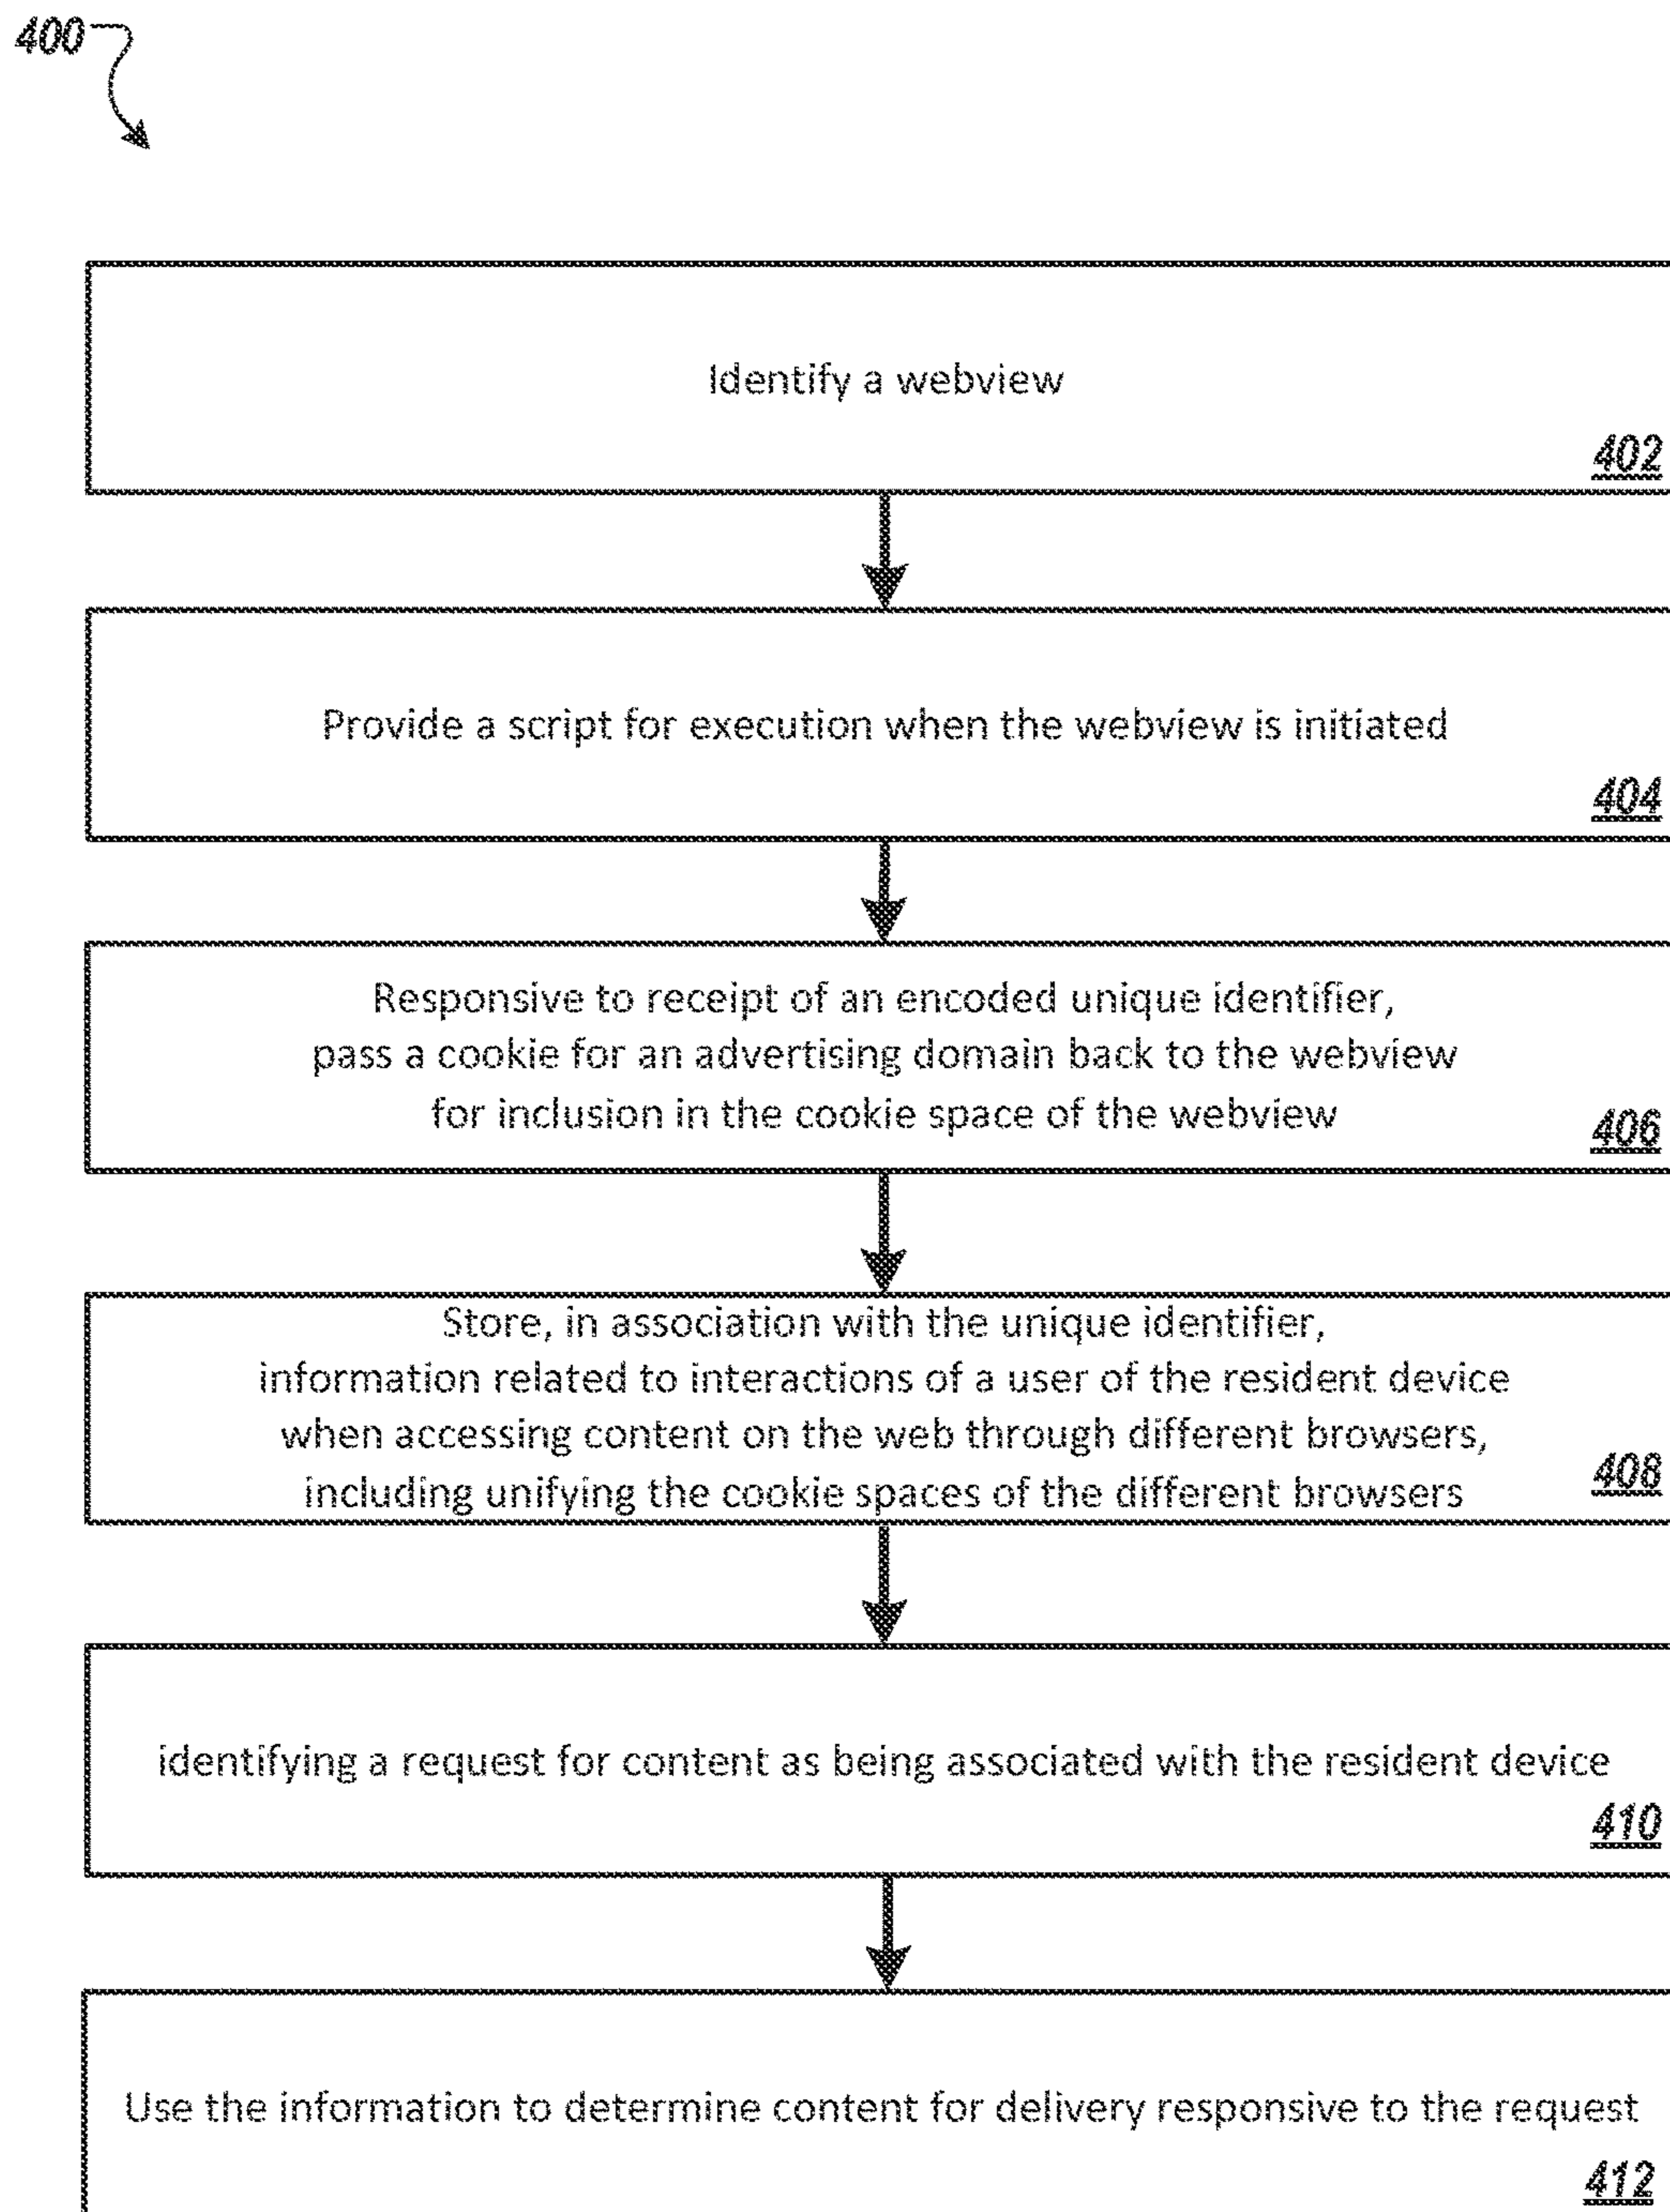 400
Identify a webview
402
Provide a script for execution when the webview is initiated
404
Responsive to receipt of an encoded unique identifier,
pass a cookie for an advertising domain back to the webview
for inclusion in the cookie space of the webview
406
Store, in association with the unique identifier,
information related to interactions of a user of the resident device
when accessing content on the web through different browsers,
including unifying the cookie spaces of the different browsers
408
identifying a request for content as being associated with the resident device
410
Use the information to determine content for delivery responsive to the request
412